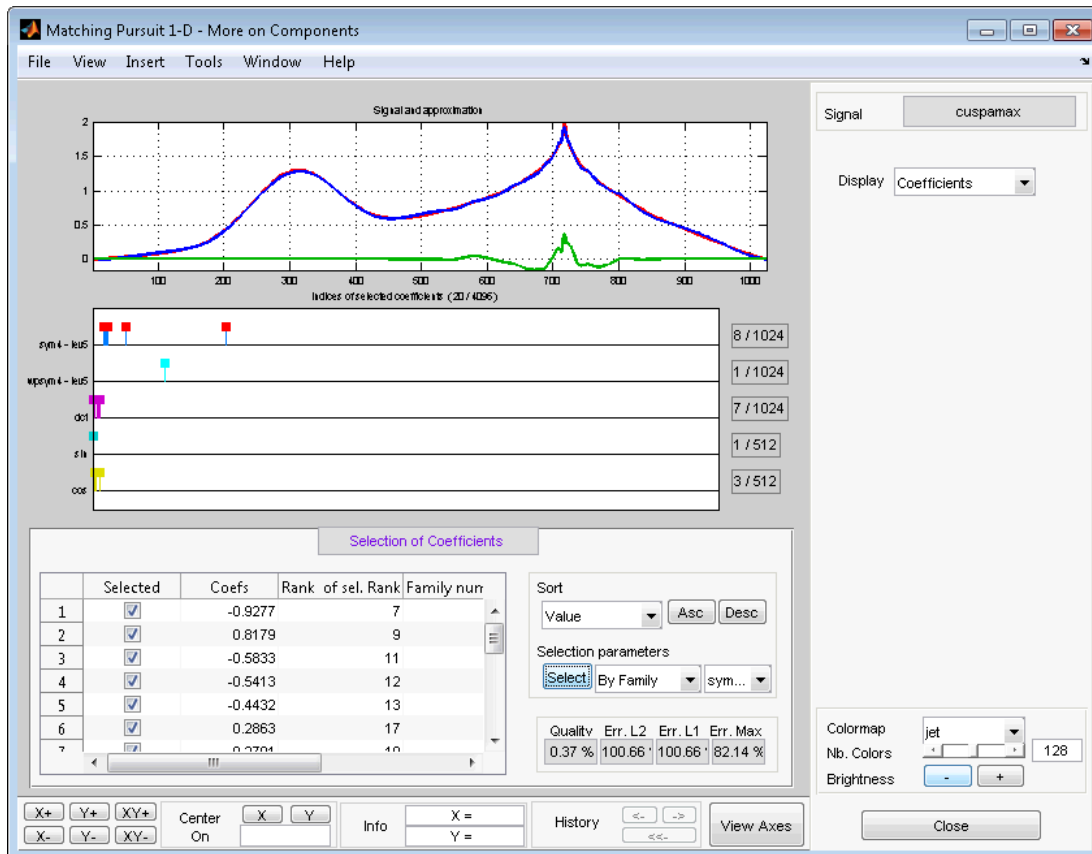 Matching Pursuit 1-D - More on Components
File View Insert Tools Window Help
Signal and approximation
2
1.5
1
0.5
0
100 200 300 400 500 600 700 800 900 1000
Indices of selected coefficients (20 / 4096)
sym4 - lev5
wpsym4 - lev5
dct
sin
cos
8 / 1024
1 / 1024
7 / 1024
1 / 512
3 / 512
Signal cuspamax
Display Coefficients
Selection of Coefficients
Selected Coefs Rank of sel. Rank Family num
1 -0.9277 7
2 0.8179 9
3 -0.5833 11
4 -0.5413 12
5 -0.4432 13
6 0.2863 17
Sort
Value Asc Desc
Selection parameters
Select By Family sym...
Quality Err. L2 Err. L1 Err. Max
0.37 % 100.66 100.66 82.14 %
Colormap jet
Nb. Colors 128
Brightness - +
X+ Y+ XY+
X- Y- XY-
Center On X Y
Info X =
Y =
History <- ->
<<-
View Axes
Close